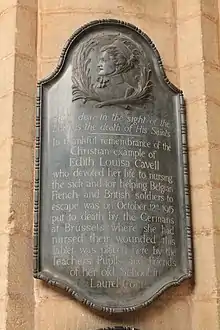 dear in the sight of the
Lord is the death of His Saints
In thankful remembrance of the
Christian example of
Edith Louisa Cavell
who devoted her life to nursing
the sick and for helping Belgian
French and British soldiers to
escape was on October 12th 1915
put to death by the Germans
at Brussels where she had
nursed their wounded this
tablet was here by the
Teachers Pupils and friends
of her old School in
Laurel Court